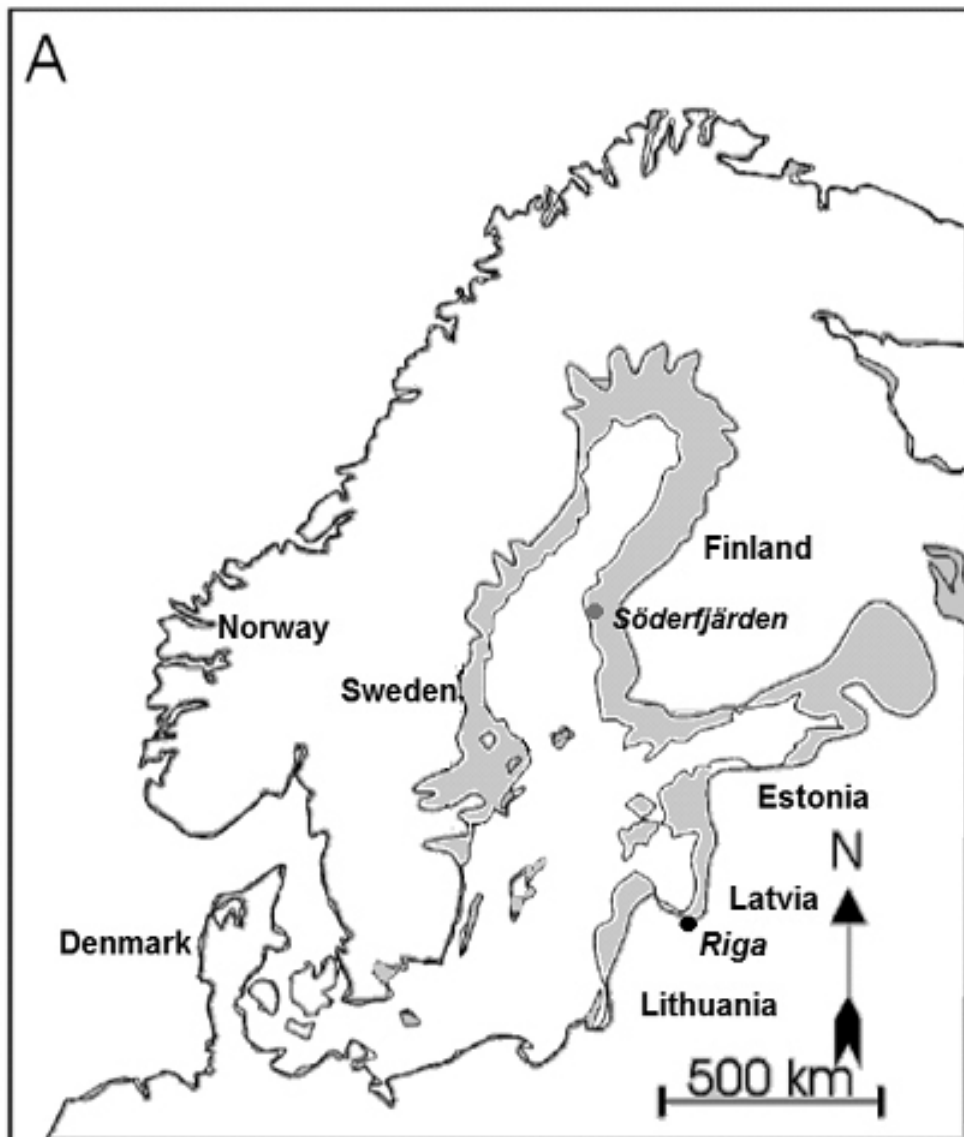 A
Finland
Söderfjärden
Norway
Sweden
Estonia
N
Latvia
Denmark
Riga
Lithuania
500 km